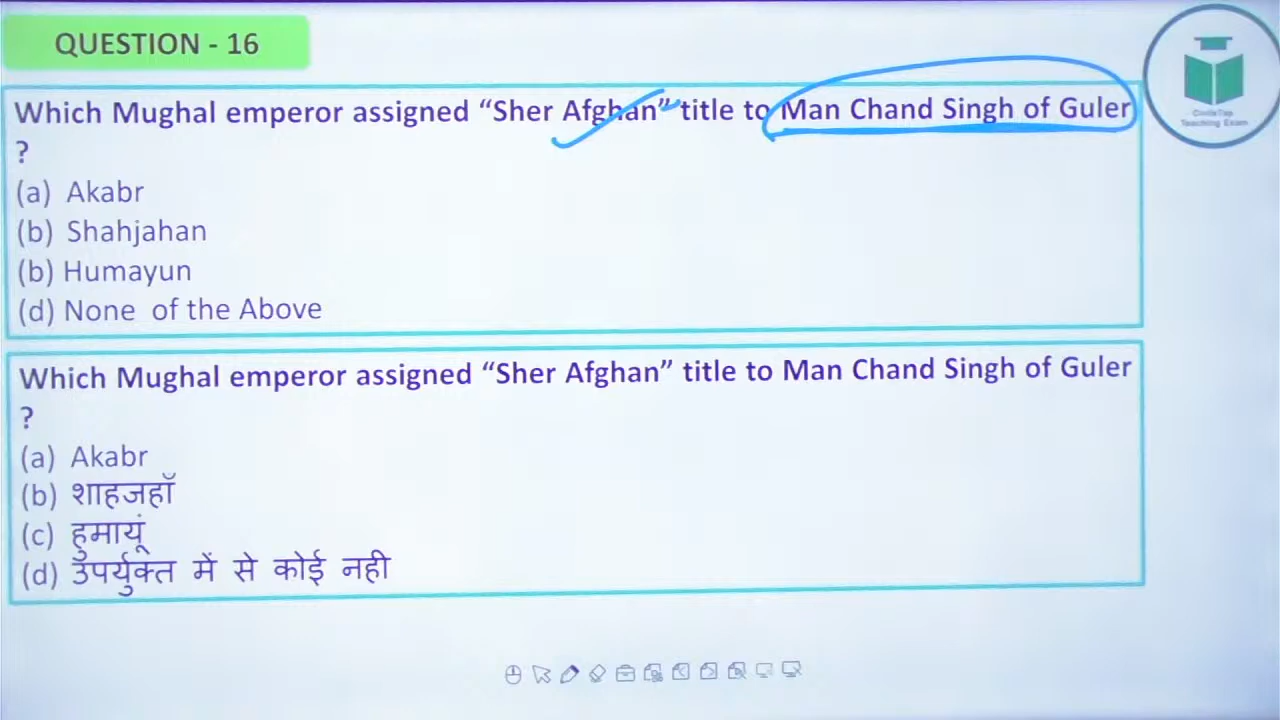 QUESTION - 16
Which Mughal emperor assigned “Sher Afghan” title to Man Chand Singh of Guler
?
(a) Akabr
(b) Shahjahan
(b) Humayun
(d) None of the Above
Which Mughal emperor assigned “Sher Afghan” title to Man Chand Singh of Guler
?
(a) Akabr
(b) शाहजहाँ
(c) हुमायूं
(d) उपर्युक्त में से कोई नही
Teaching Exam